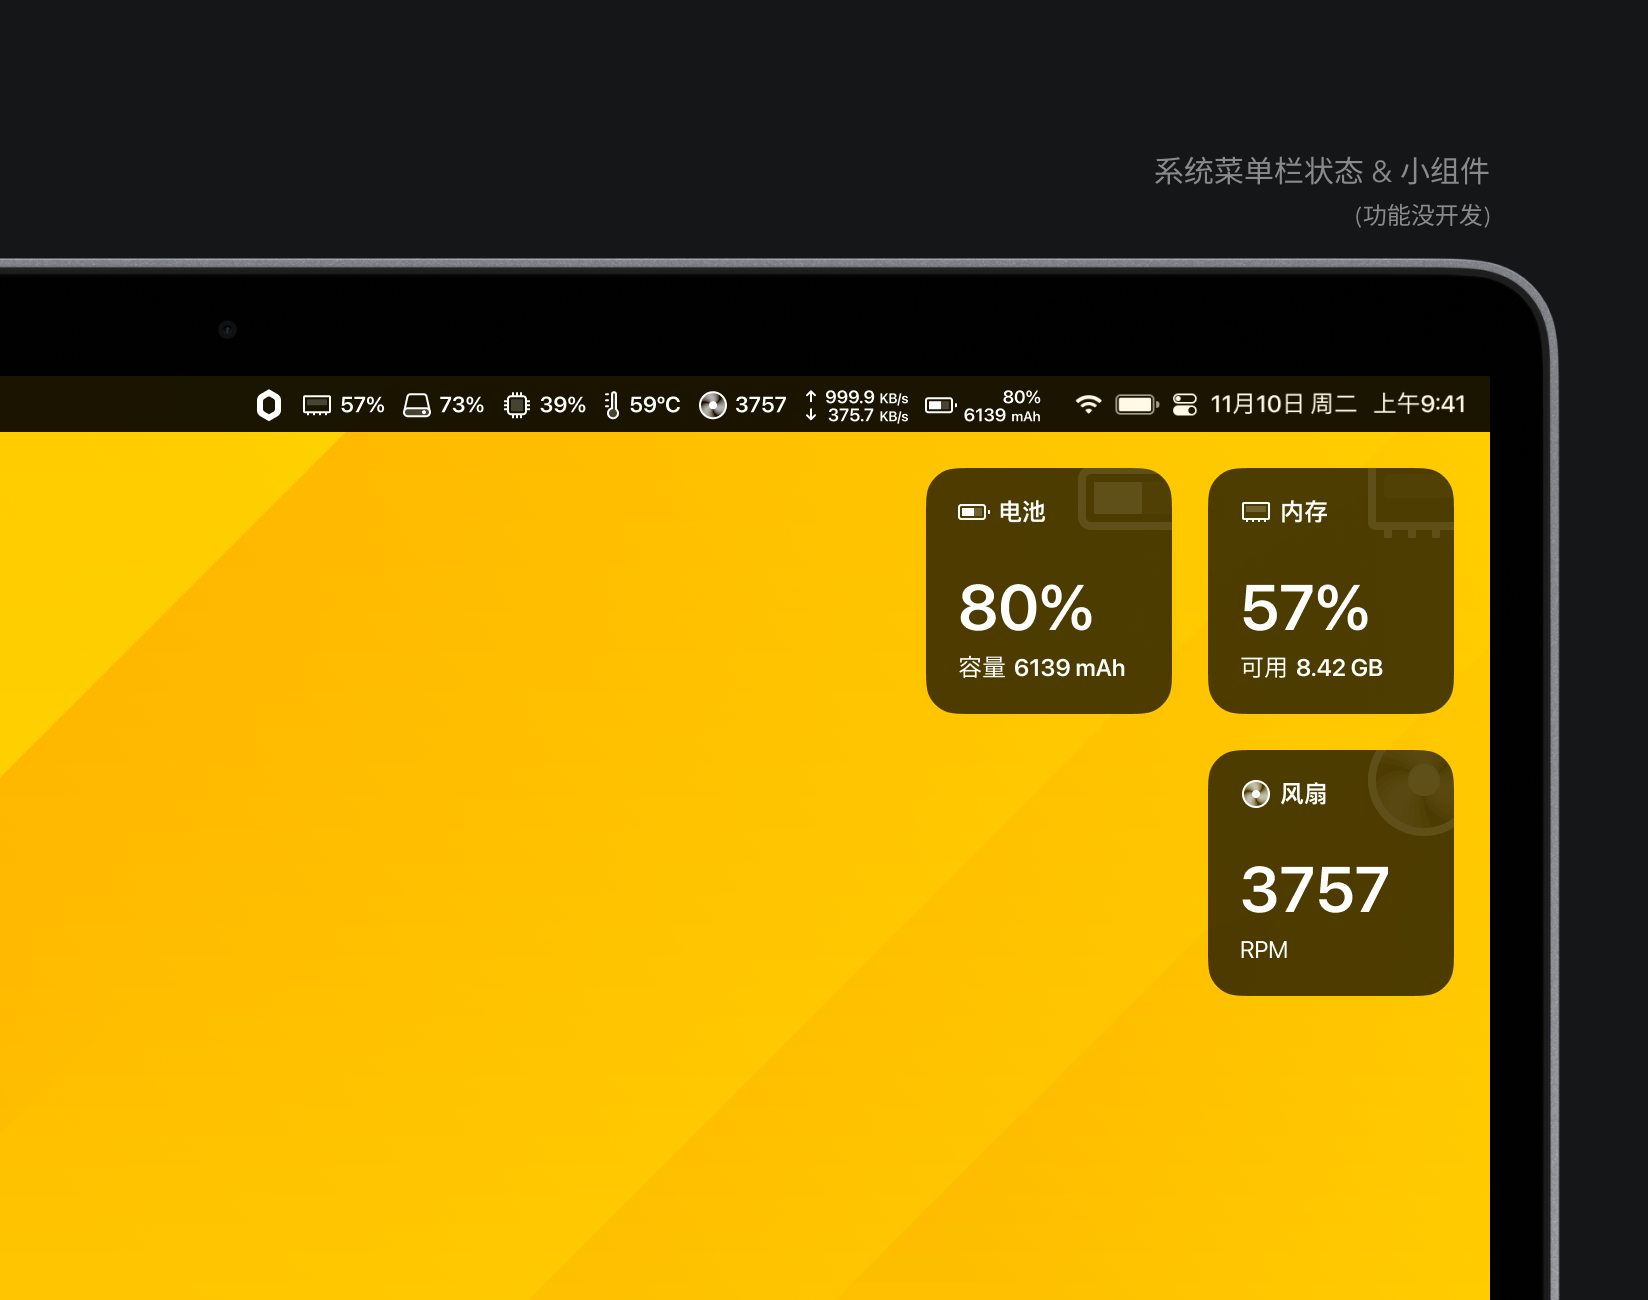 系统菜单栏状态 & 小组件
(功能没开发)
57% 73% 39% 59°C 3757 ↑ 999.9 KB/s 80% 11月10日 周二 上午9:41
↓ 375.7 KB/s 6139 mAh
电池
80%
容量 6139 mAh
内存
57%
可用 8.42 GB
风扇
3757
RPM